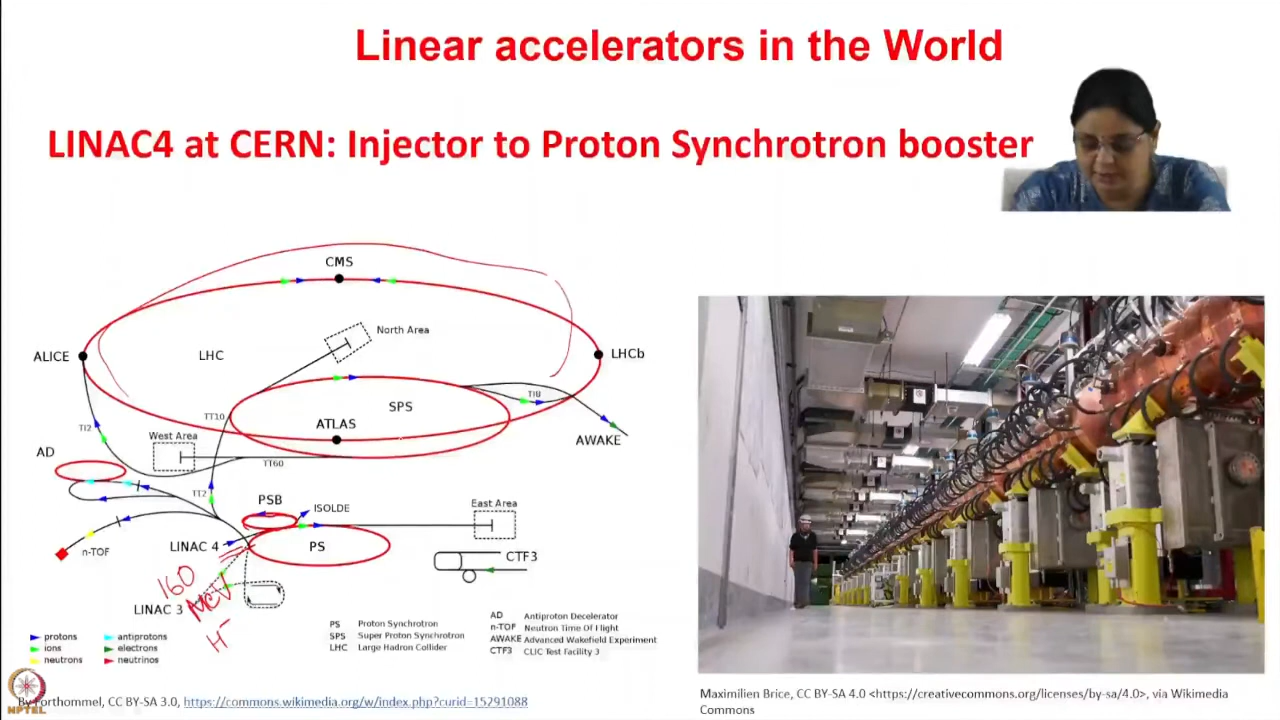 Linear accelerators in the World
LINAC4 at CERN: Injector to Proton Synchrotron booster
CMS
North Area
ALICE
LHC
LHCb
SPS
TI8
TT10
ATLAS
AWAKE
TI2
West Area
AD
TT60
TT2
PSB
ISOLDE
East Area
LINAC 4
PS
n-TOF
CTF3
160
MeV
H-
LINAC 3
PS Proton Synchrotron
SPS Super Proton Synchrotron
LHC Large Hadron Collider
AD Antiproton Decelerator
n-TOF Neutron Time Of Flight
AWAKE Advanced Wakefield Experiment
CTF3 CLIC Test Facility 3
protons
ions
neutrons
antiprotons
electrons
neutrinos
By Forthommel, CC BY-SA 3.0, https://commons.wikimedia.org/w/index.php?curid=15291088
NPTEL
Maximilien Brice, CC BY-SA 4.0 <https://creativecommons.org/licenses/by-sa/4.0>, via Wikimedia
Commons